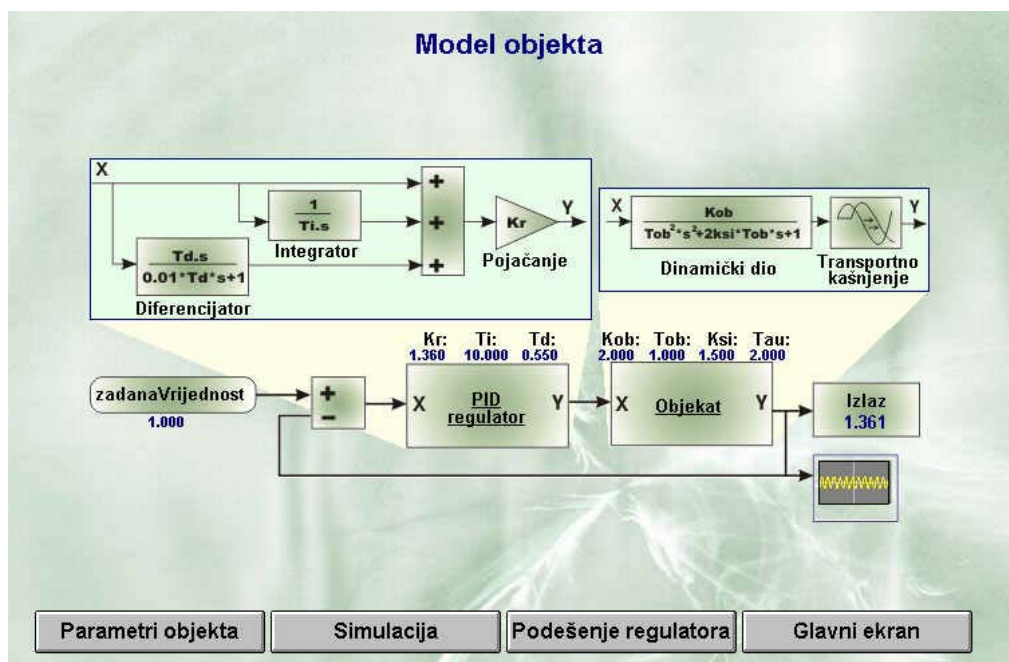 Model objekta
X
+
1
Ti.s
Integrator
+
Td.s
0.01*Td*s+1
Diferencijator
+
Kr
Y
Pojačanje
X
Kob
Tob²*s²+2ksi*Tob*s+1
Dinamički dio
Y
Transportno
kašnjenje
Kr: Ti: Td:
1.360 10.000 0.550
Kob: Tob: Ksi: Tau:
2.000 1.000 1.500 2.000
zadanaVrijednost
1.000
+
−
X PID Y
regulator
X Objekat Y
Izlaz
1.361
Parametri objekta Simulacija Podešenje regulatora Glavni ekran